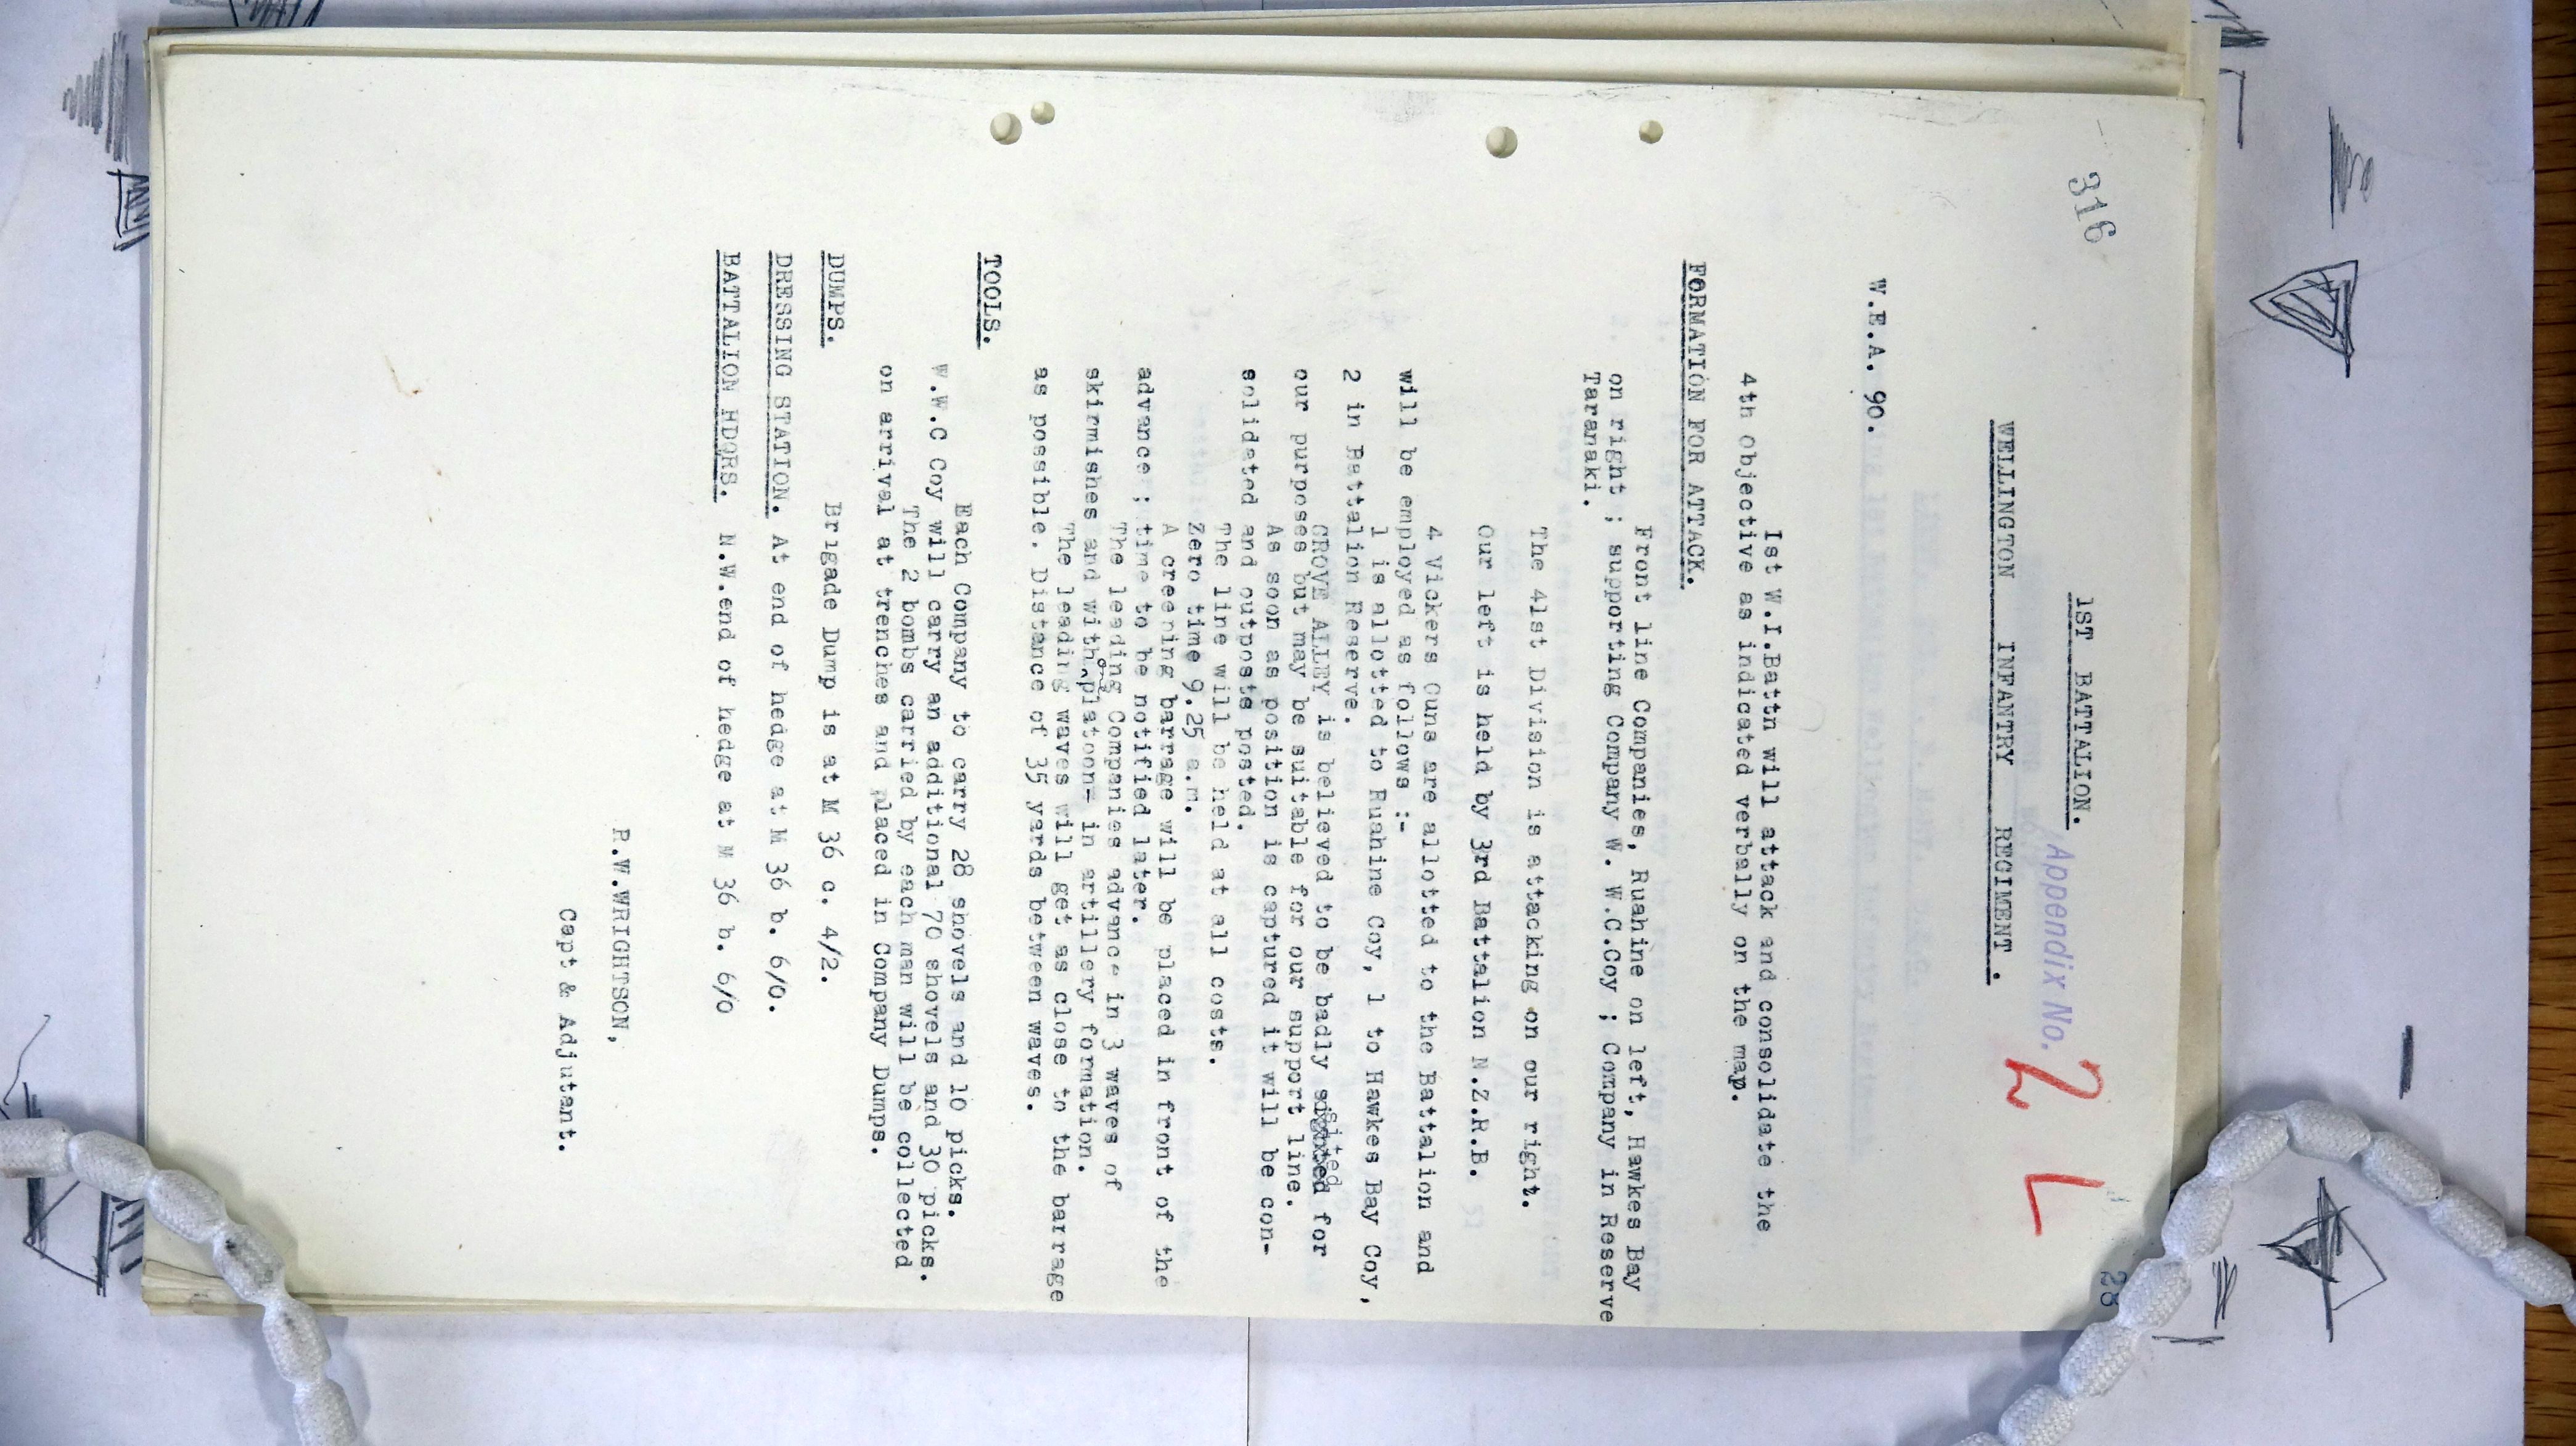 316
1ST BATTALION.
Appendix No. 2 L
28
WELLINGTON INFANTRY REGIMENT .
W.E.A. 90.
Ist W.I.Battn will attack and consolidate the
4th objective as indicated verbally on the map.
FORMATION FOR ATTACK.
Front line Companies, Ruahine on left, Hawkes Bay
on right ; supporting Company W. W.C.Coy ; Company in Reserve
Taranaki.
The 41st Division is attacking on our right.
Our left is held by 3rd Battalion N.Z.R.B.
4 Vickers Guns are allotted to the Battalion and
will be employed as follows :-
1 is allotted to Ruahine Coy, 1 to Hawkes Bay Coy,
2 in Battalion Reserve.
GROVE ALLEY is believed to be badly sited for
our purposes but may be suitable for our support line.
As soon as position is captured it will be con-
solidated and outposts posted.
The line will be held at all costs.
Zero time 9.25 a.m.
A creeping barrage will be placed in front of the
advance ; time to be notified later.
The leading Companies advance in 3 waves of
skirmishes and with one platoon in artillery formation.
The leading waves will get as close to the barrage
as possible. Distance of 35 yards between waves.
TOOLS.
Each Company to carry 28 shovels and 10 picks.
W.W.C Coy will carry an additional 70 shovels and 30 picks.
The 2 bombs carried by each man will be collected
on arrival at trenches and placed in Company Dumps.
DUMPS. Brigade Dump is at M 36 c. 4/2.
DRESSING STATION. At end of hedge at M 36 b. 6/0.
BATTALION HDQRS. N.W.end of hedge at M 36 b. 6/0
R.W.WRIGHTSON,
Capt & Adjutant.